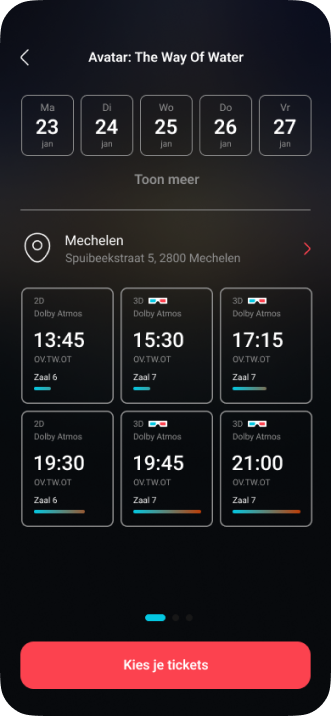 Avatar: The Way Of Water
Ma Di Wo Do Vr
23 24 25 26 27
jan jan jan jan jan
Toon meer
Mechelen
Spuibeekstraat 5, 2800 Mechelen
2D 3D 3D
Dolby Atmos Dolby Atmos Dolby Atmos
13:45 15:30 17:15
OV.TW.OT OV.TW.OT OV.TW.OT
Zaal 6 Zaal 7 Zaal 7
2D 3D 3D
Dolby Atmos Dolby Atmos Dolby Atmos
19:30 19:45 21:00
OV.TW.OT OV.TW.OT OV.TW.OT
Zaal 6 Zaal 7 Zaal 7
Kies je tickets